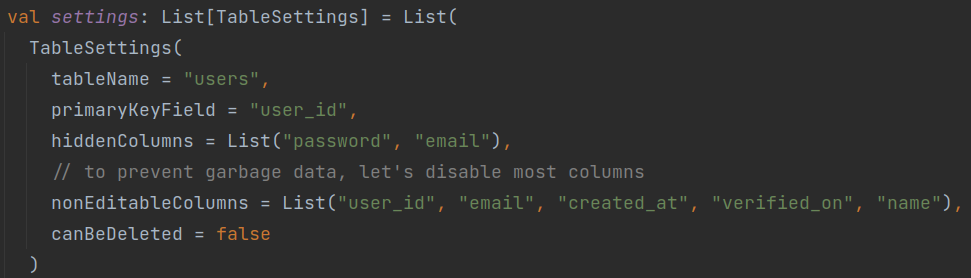 val settings: List[TableSettings] = List(
TableSettings(
tableName = "users",
primaryKeyField = "user_id",
hiddenColumns = List("password", "email"),
// to prevent garbage data, let's disable most columns
nonEditableColumns = List("user_id", "email", "created_at", "verified_on", "name"),
canBeDeleted = false
)